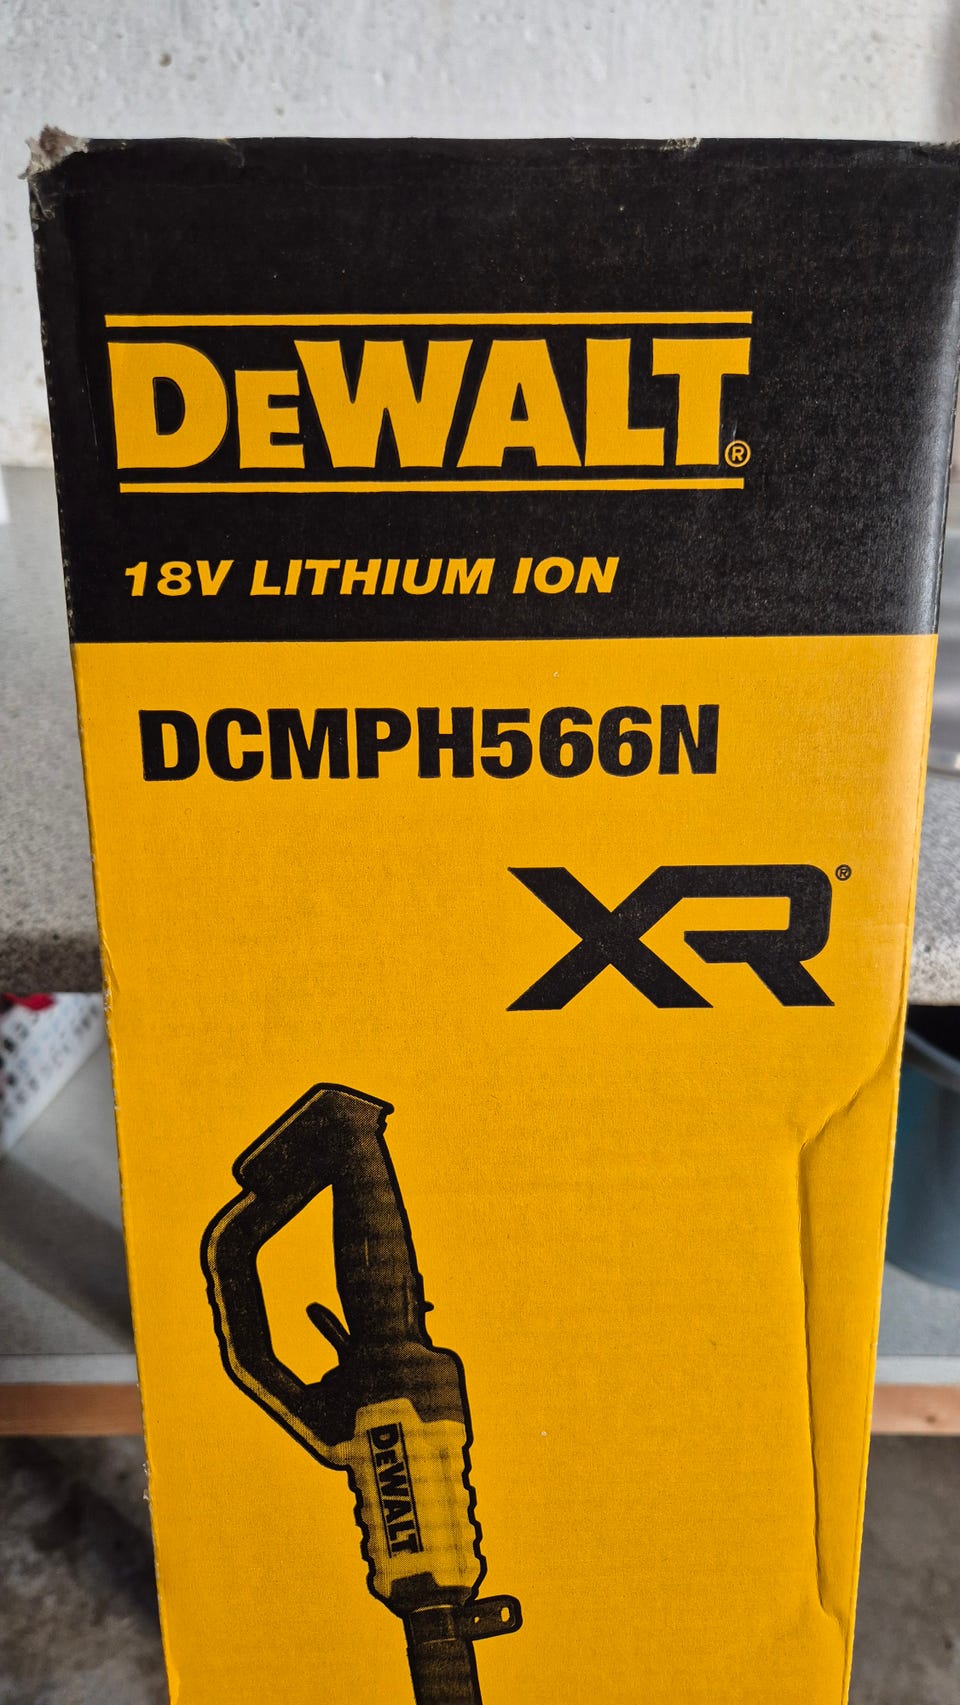 DEWALT®
18V LITHIUM ION
DCMPH566N
XR®
DEWALT